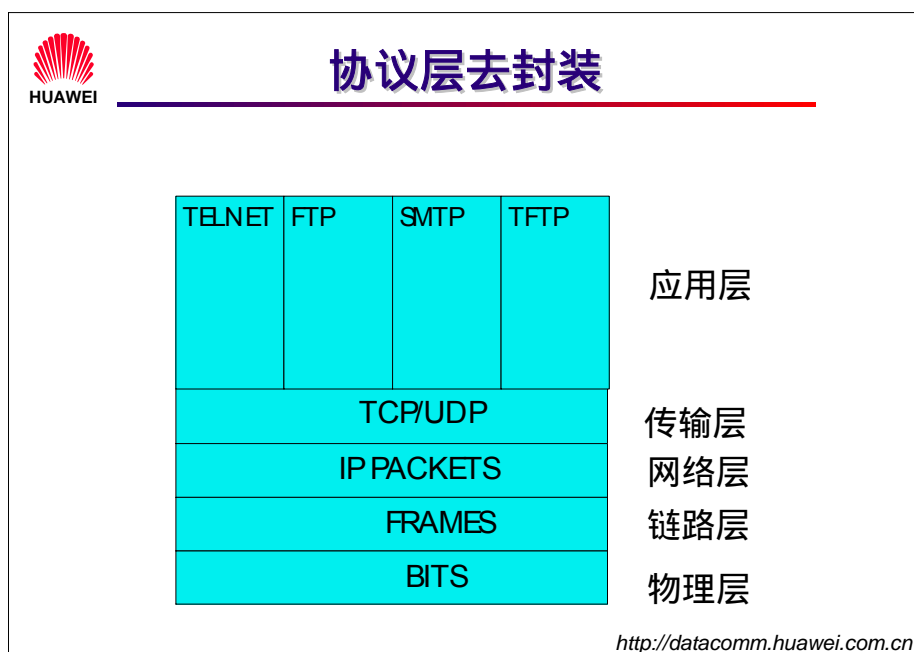 HUAWEI
协议层去封装
TELNET FTP SMTP TFTP
应用层
TCP/UDP
传输层
IP PACKETS
网络层
FRAMES
链路层
BITS
物理层
http://datacomm.huawei.com.cn